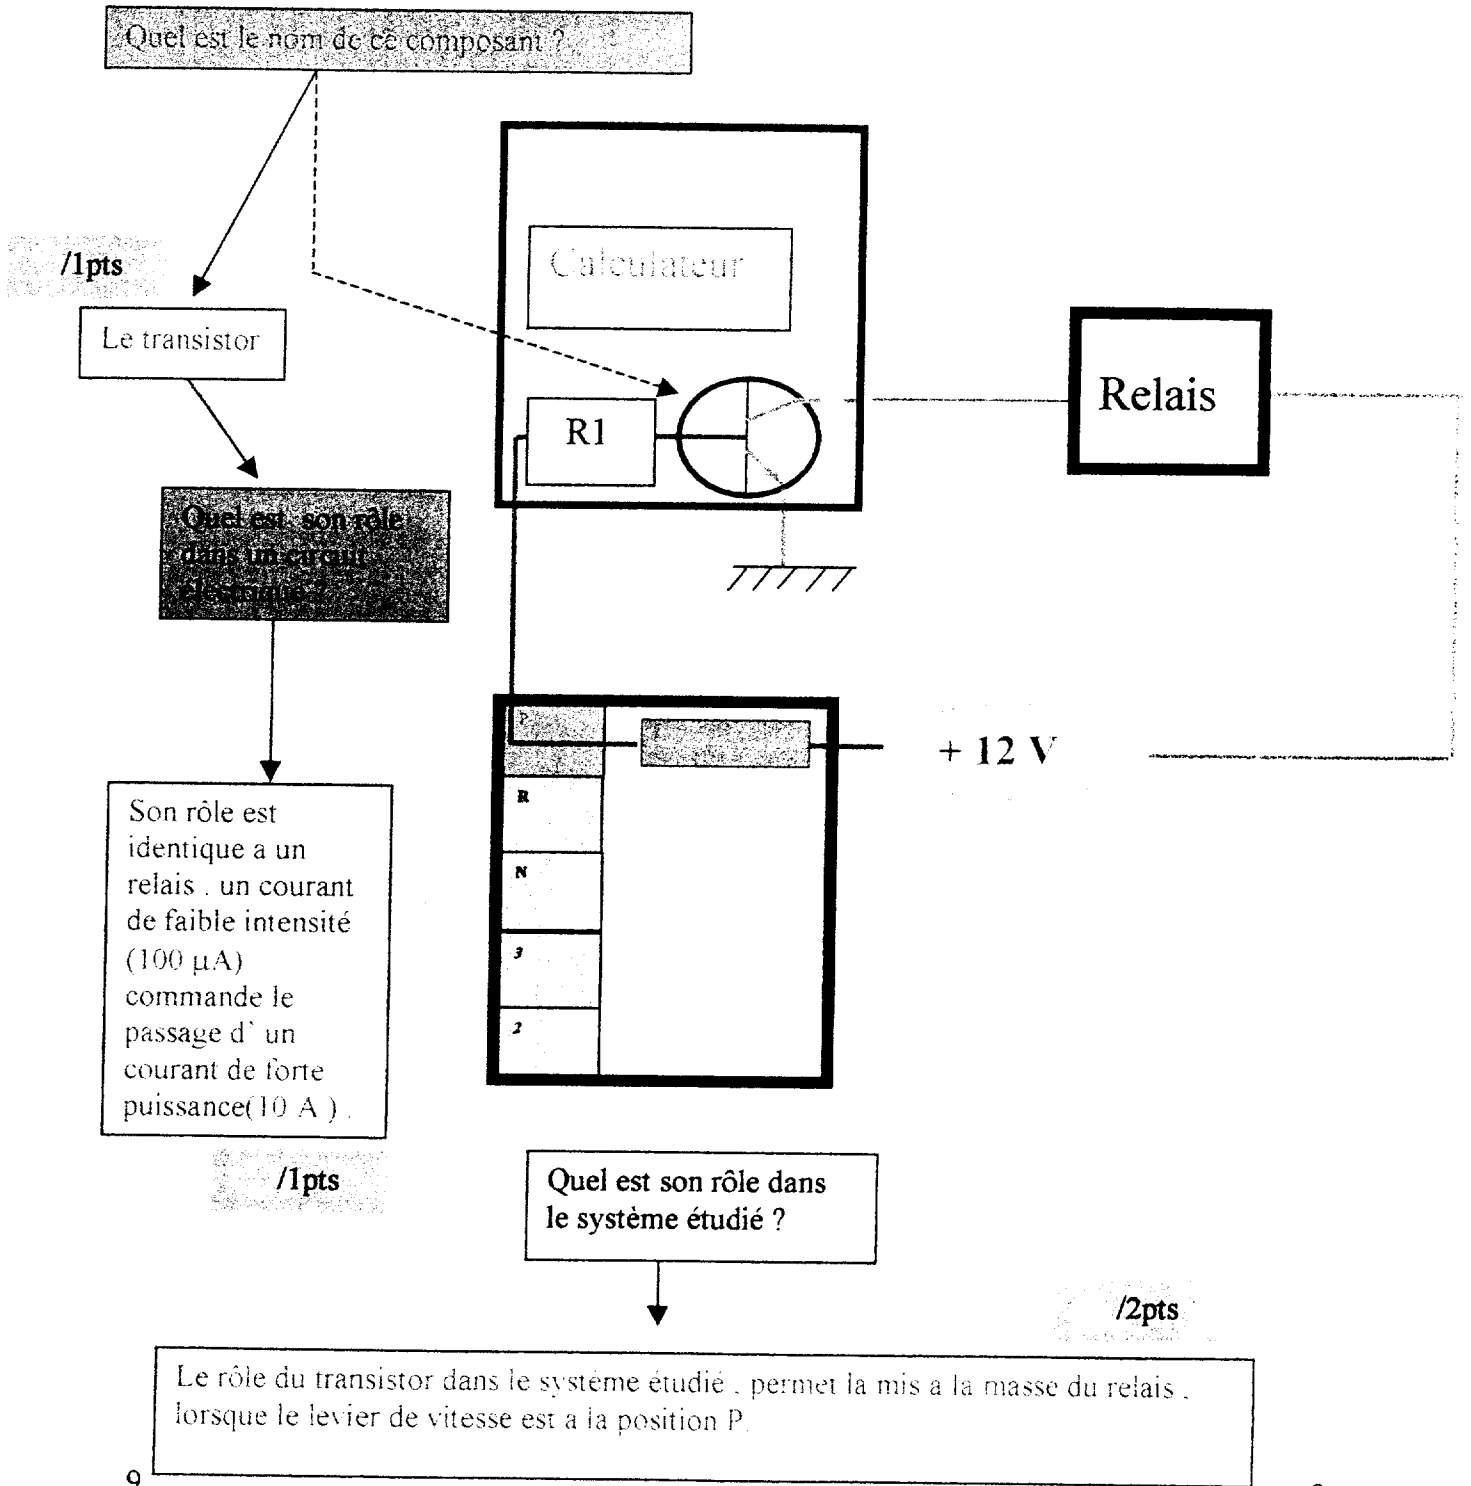 Quel est le nom de ce composant ?
/1pts
Le transistor
Calculateur
R1
Relais
Quel est son rôle
dans un circuit
électrique ?
P
+ 12 V
R
N
3
2
Son rôle est
identique a un
relais . un courant
de faible intensité
(100 µA)
commande le
passage d' un
courant de forte
puissance(10 A ) .
/1pts
Quel est son rôle dans
le système étudié ?
/2pts
Le rôle du transistor dans le systéme étudié , permet la mis a la masse du relais ,
lorsque le levier de vitesse est a la position P.
9